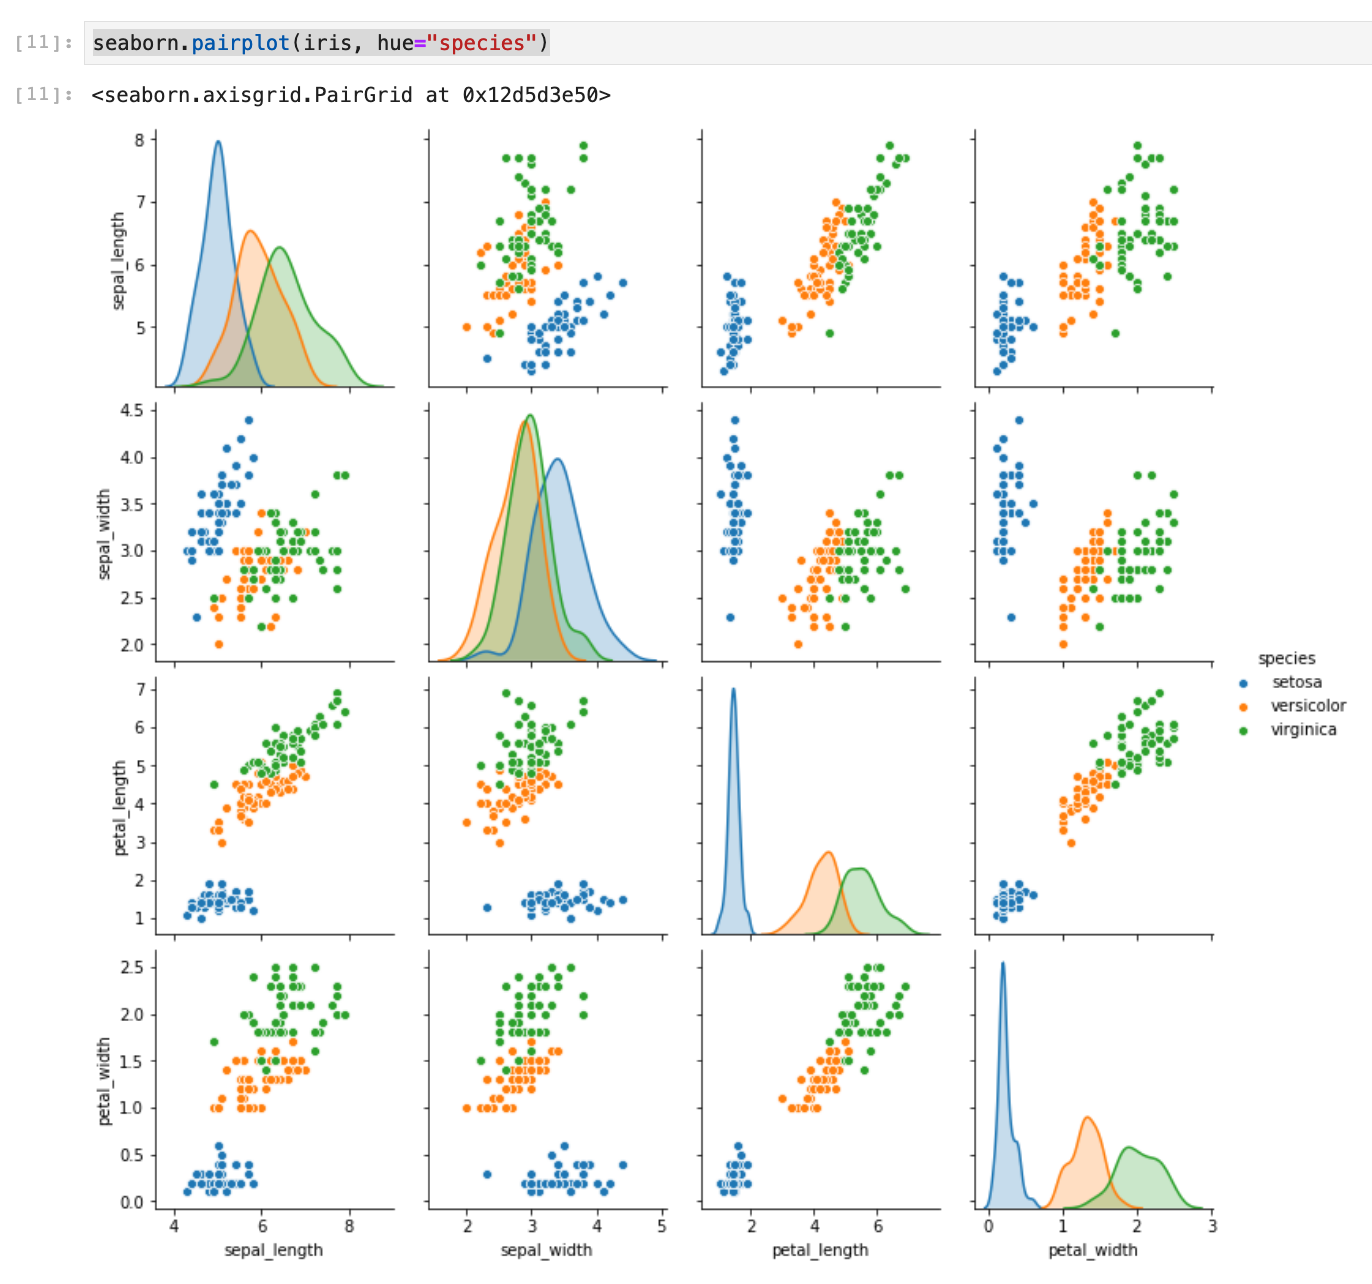 [11]: seaborn.pairplot(iris, hue="species")
[11]: <seaborn.axisgrid.PairGrid at 0x12d5d3e50>
8
7
6
5
sepal_length
4.5
4.0
3.5
3.0
2.5
2.0
sepal_width
species
setosa
versicolor
virginica
7
6
5
4
3
2
1
petal_length
2.5
2.0
1.5
1.0
0.5
0.0
petal_width
4 6 8 2 3 4 5 2 4 6 0 1 2 3
sepal_length sepal_width petal_length petal_width